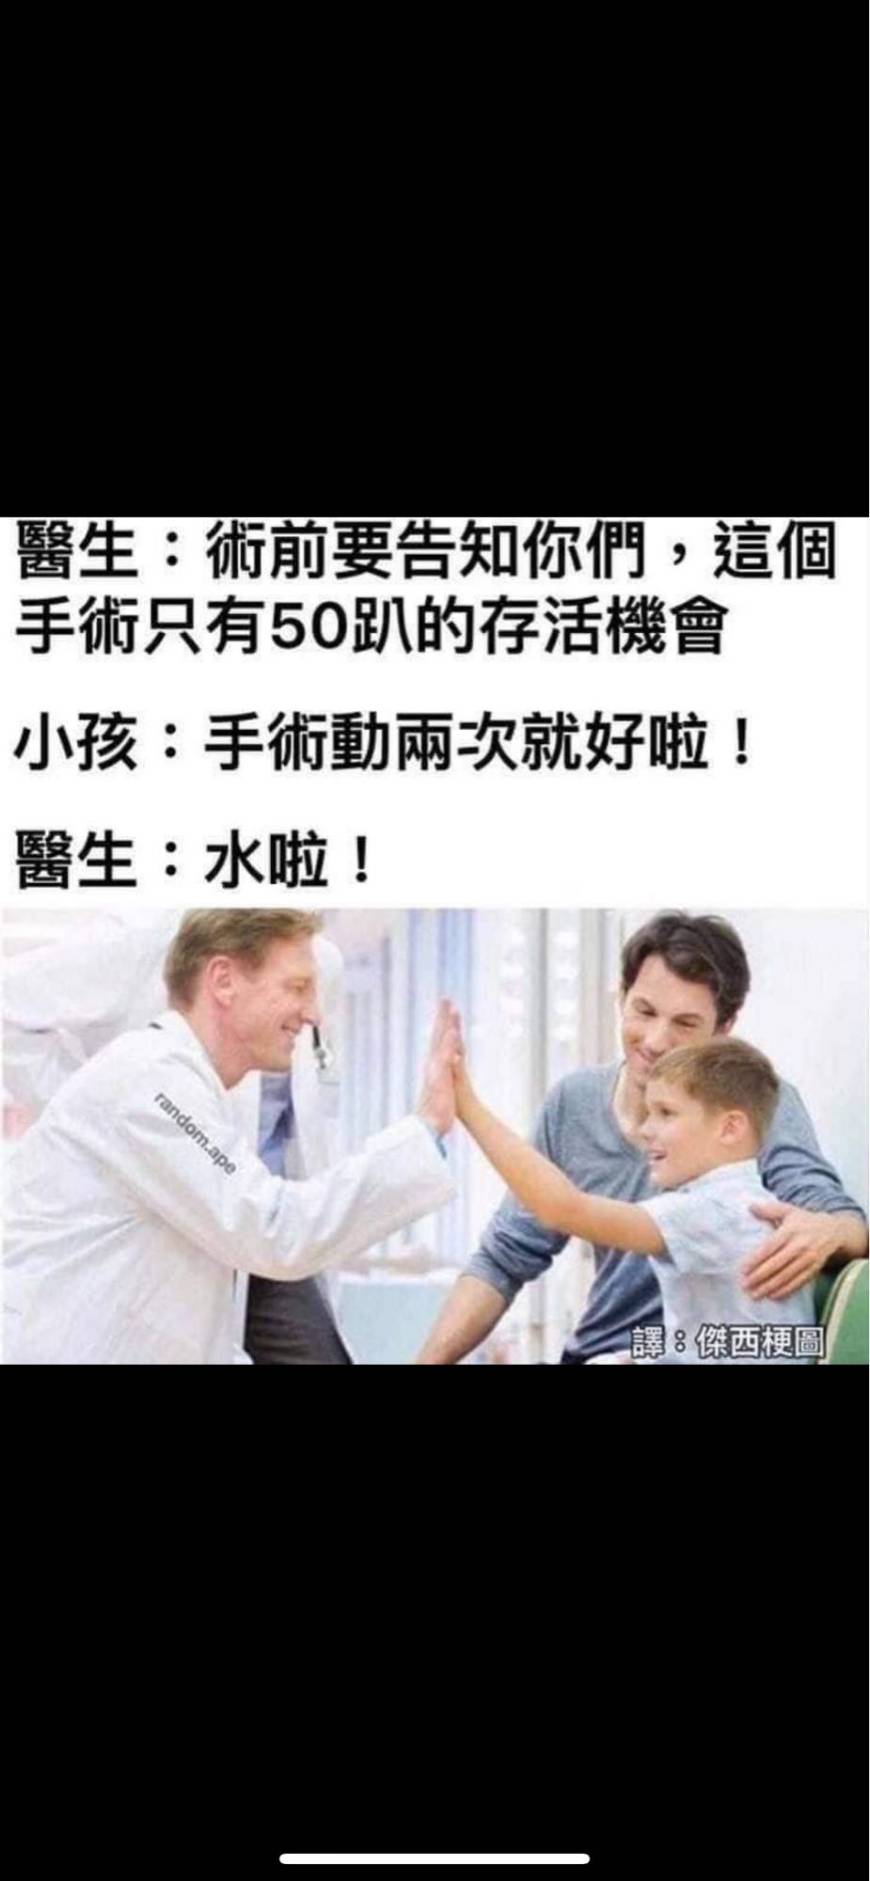 醫生：術前要告知你們，這個
手術只有50趴的存活機會
小孩：手術動兩次就好啦！
醫生：水啦！
random.ape
譯：傑西梗圖